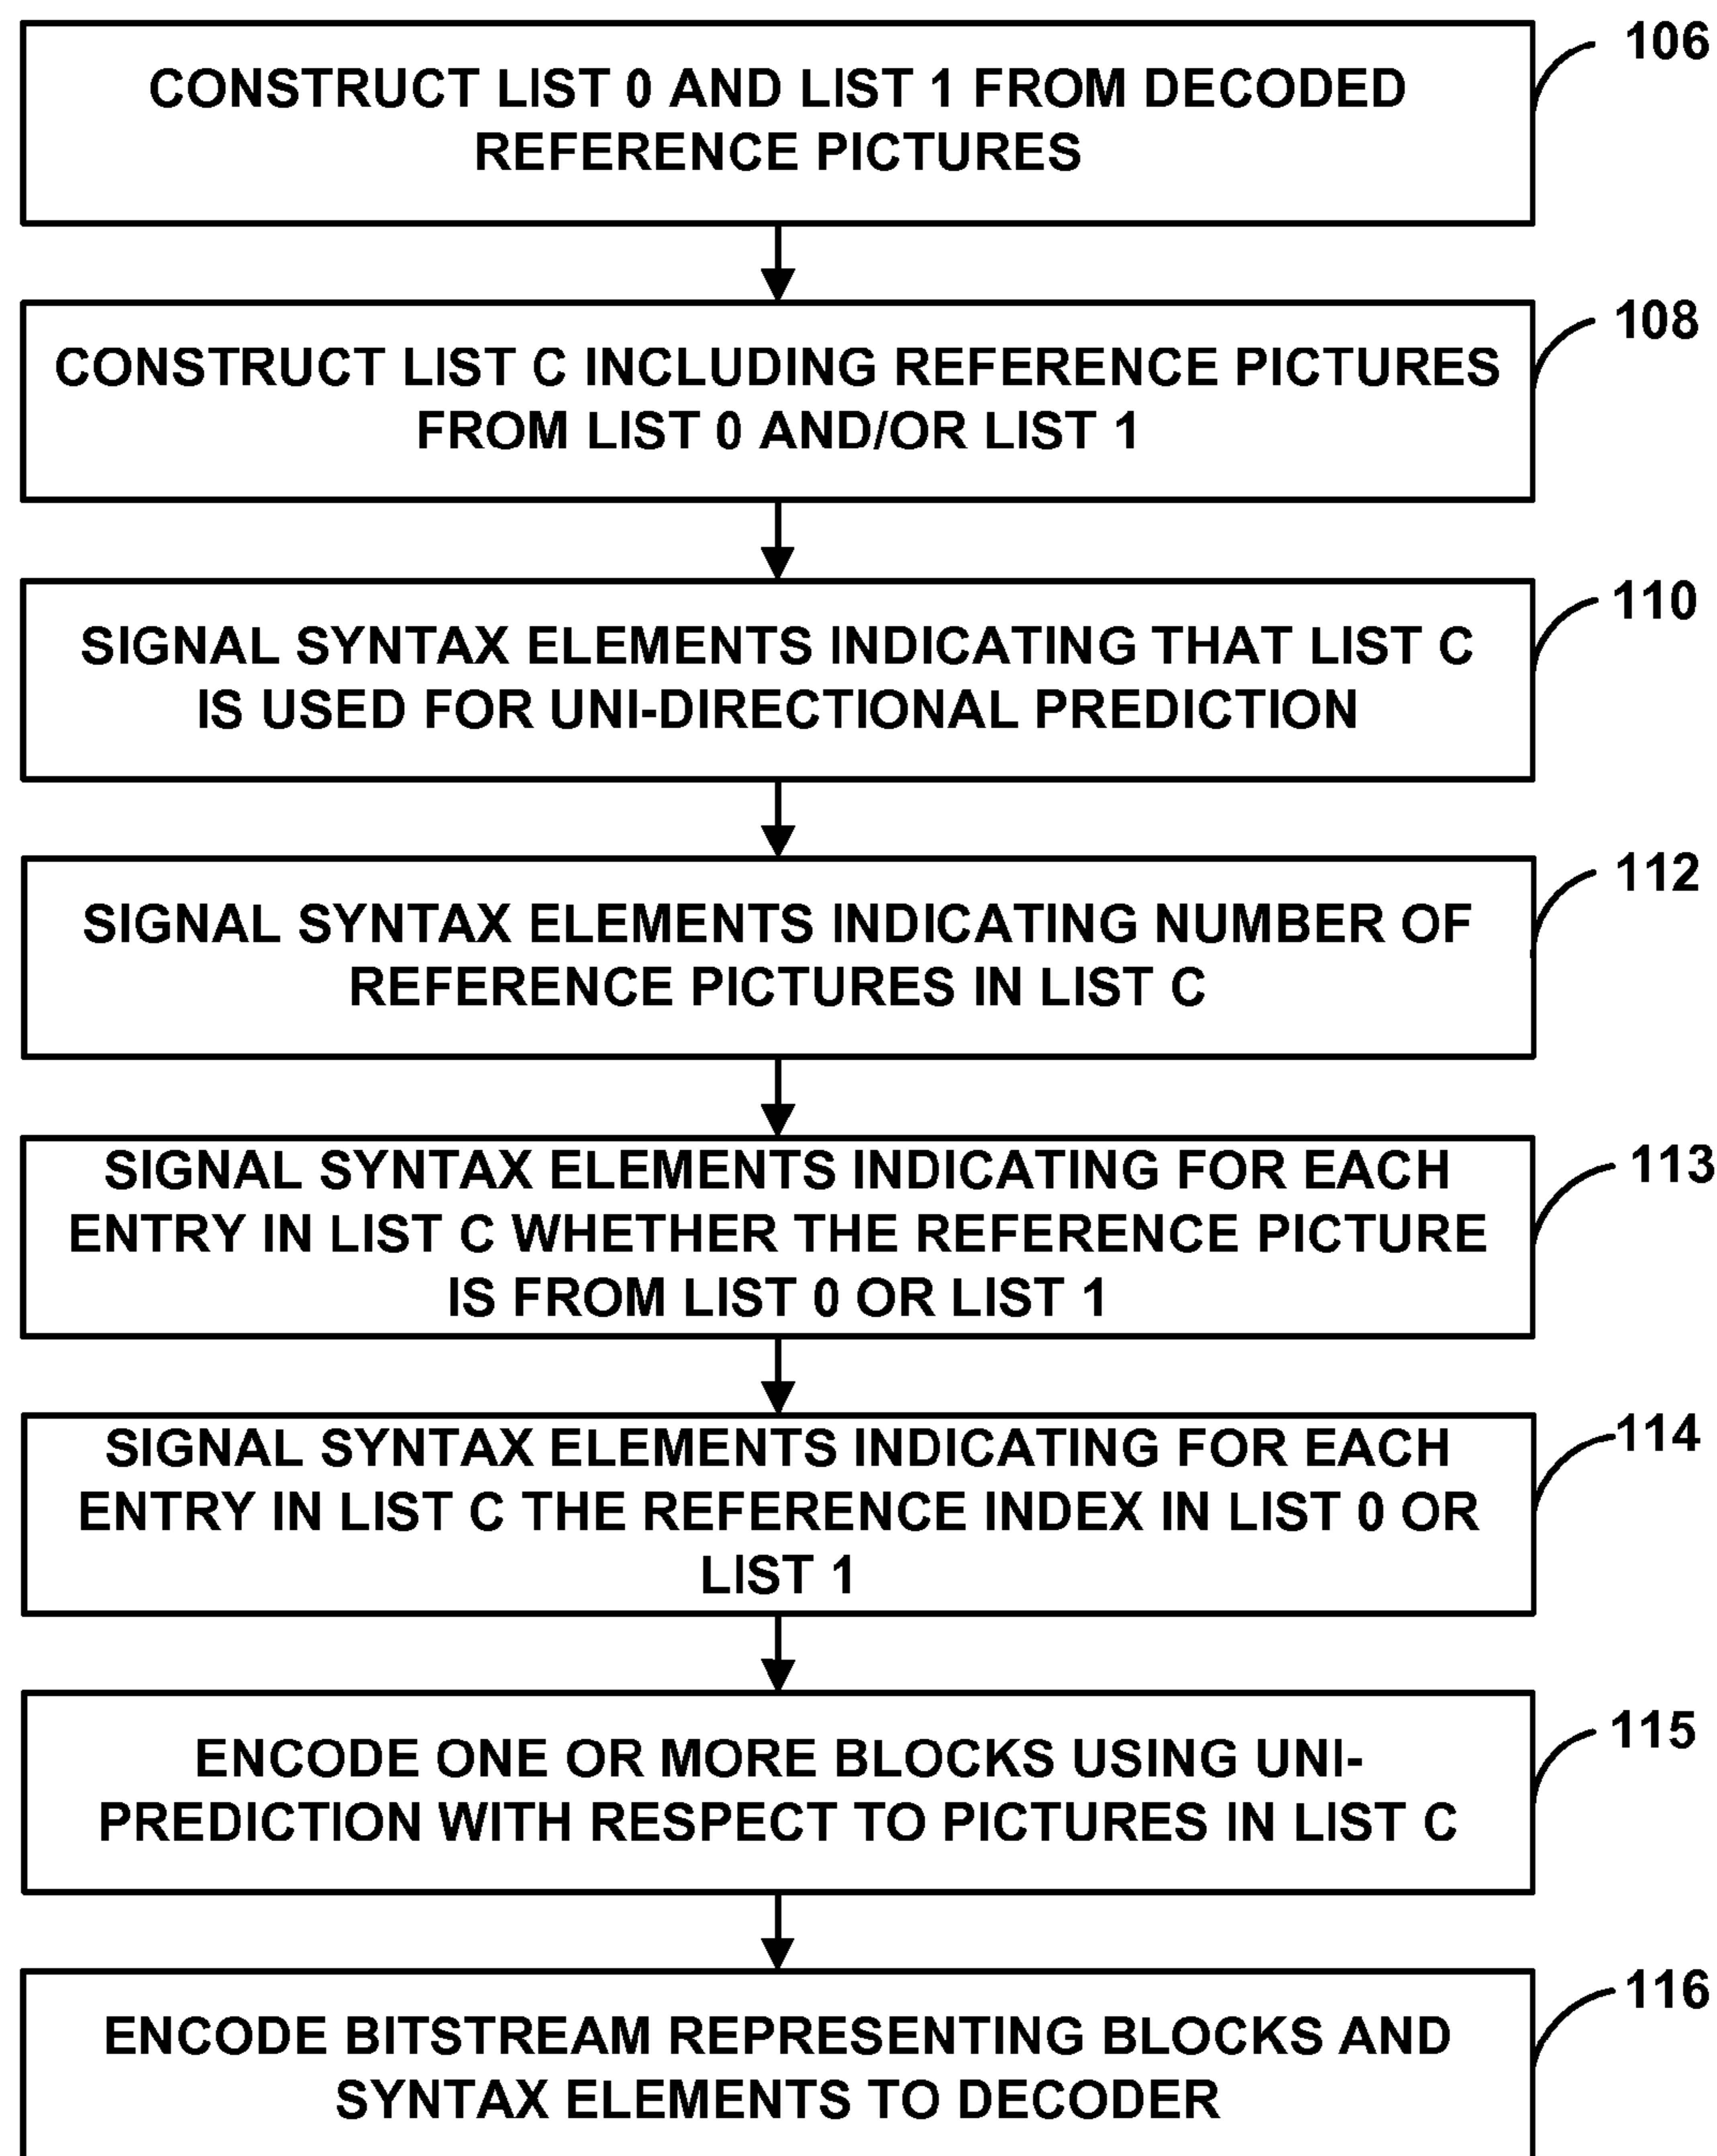 CONSTRUCT LIST 0 AND LIST 1 FROM DECODED
REFERENCE PICTURES
106
CONSTRUCT LIST C INCLUDING REFERENCE PICTURES
FROM LIST 0 AND/OR LIST 1
108
SIGNAL SYNTAX ELEMENTS INDICATING THAT LIST C
IS USED FOR UNI-DIRECTIONAL PREDICTION
110
SIGNAL SYNTAX ELEMENTS INDICATING NUMBER OF
REFERENCE PICTURES IN LIST C
112
SIGNAL SYNTAX ELEMENTS INDICATING FOR EACH
ENTRY IN LIST C WHETHER THE REFERENCE PICTURE
IS FROM LIST 0 OR LIST 1
113
SIGNAL SYNTAX ELEMENTS INDICATING FOR EACH
ENTRY IN LIST C THE REFERENCE INDEX IN LIST 0 OR
LIST 1
114
ENCODE ONE OR MORE BLOCKS USING UNI-
PREDICTION WITH RESPECT TO PICTURES IN LIST C
115
ENCODE BITSTREAM REPRESENTING BLOCKS AND
SYNTAX ELEMENTS TO DECODER
116